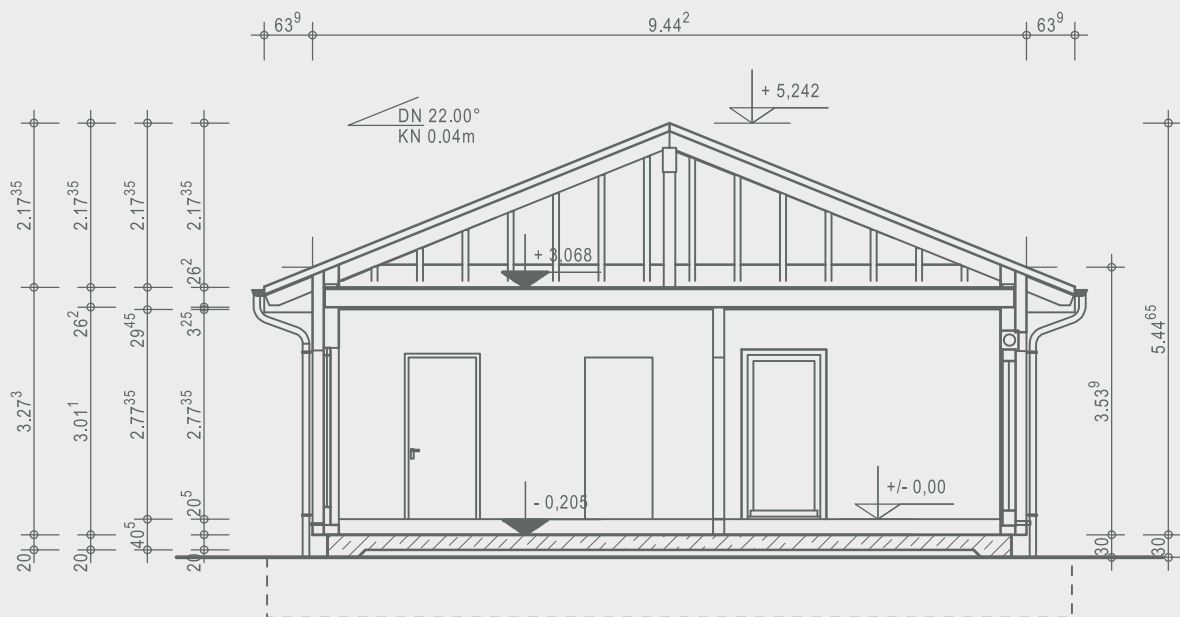 63⁹ 9.44² 63⁹
+ 5,242
DN 22.00°
KN 0.04m
2.17³⁵ 2.17³⁵ 2.17³⁵ 2.17³⁵
+ 3,068
26²
26² 29⁴⁵ 3²⁵
5.44⁶⁵
3.27³ 3.01¹ 2.77³⁵ 2.77³⁵
3.53⁹
- 0,205
+/- 0,00
20⁵
40⁵
20 20 20
30 30